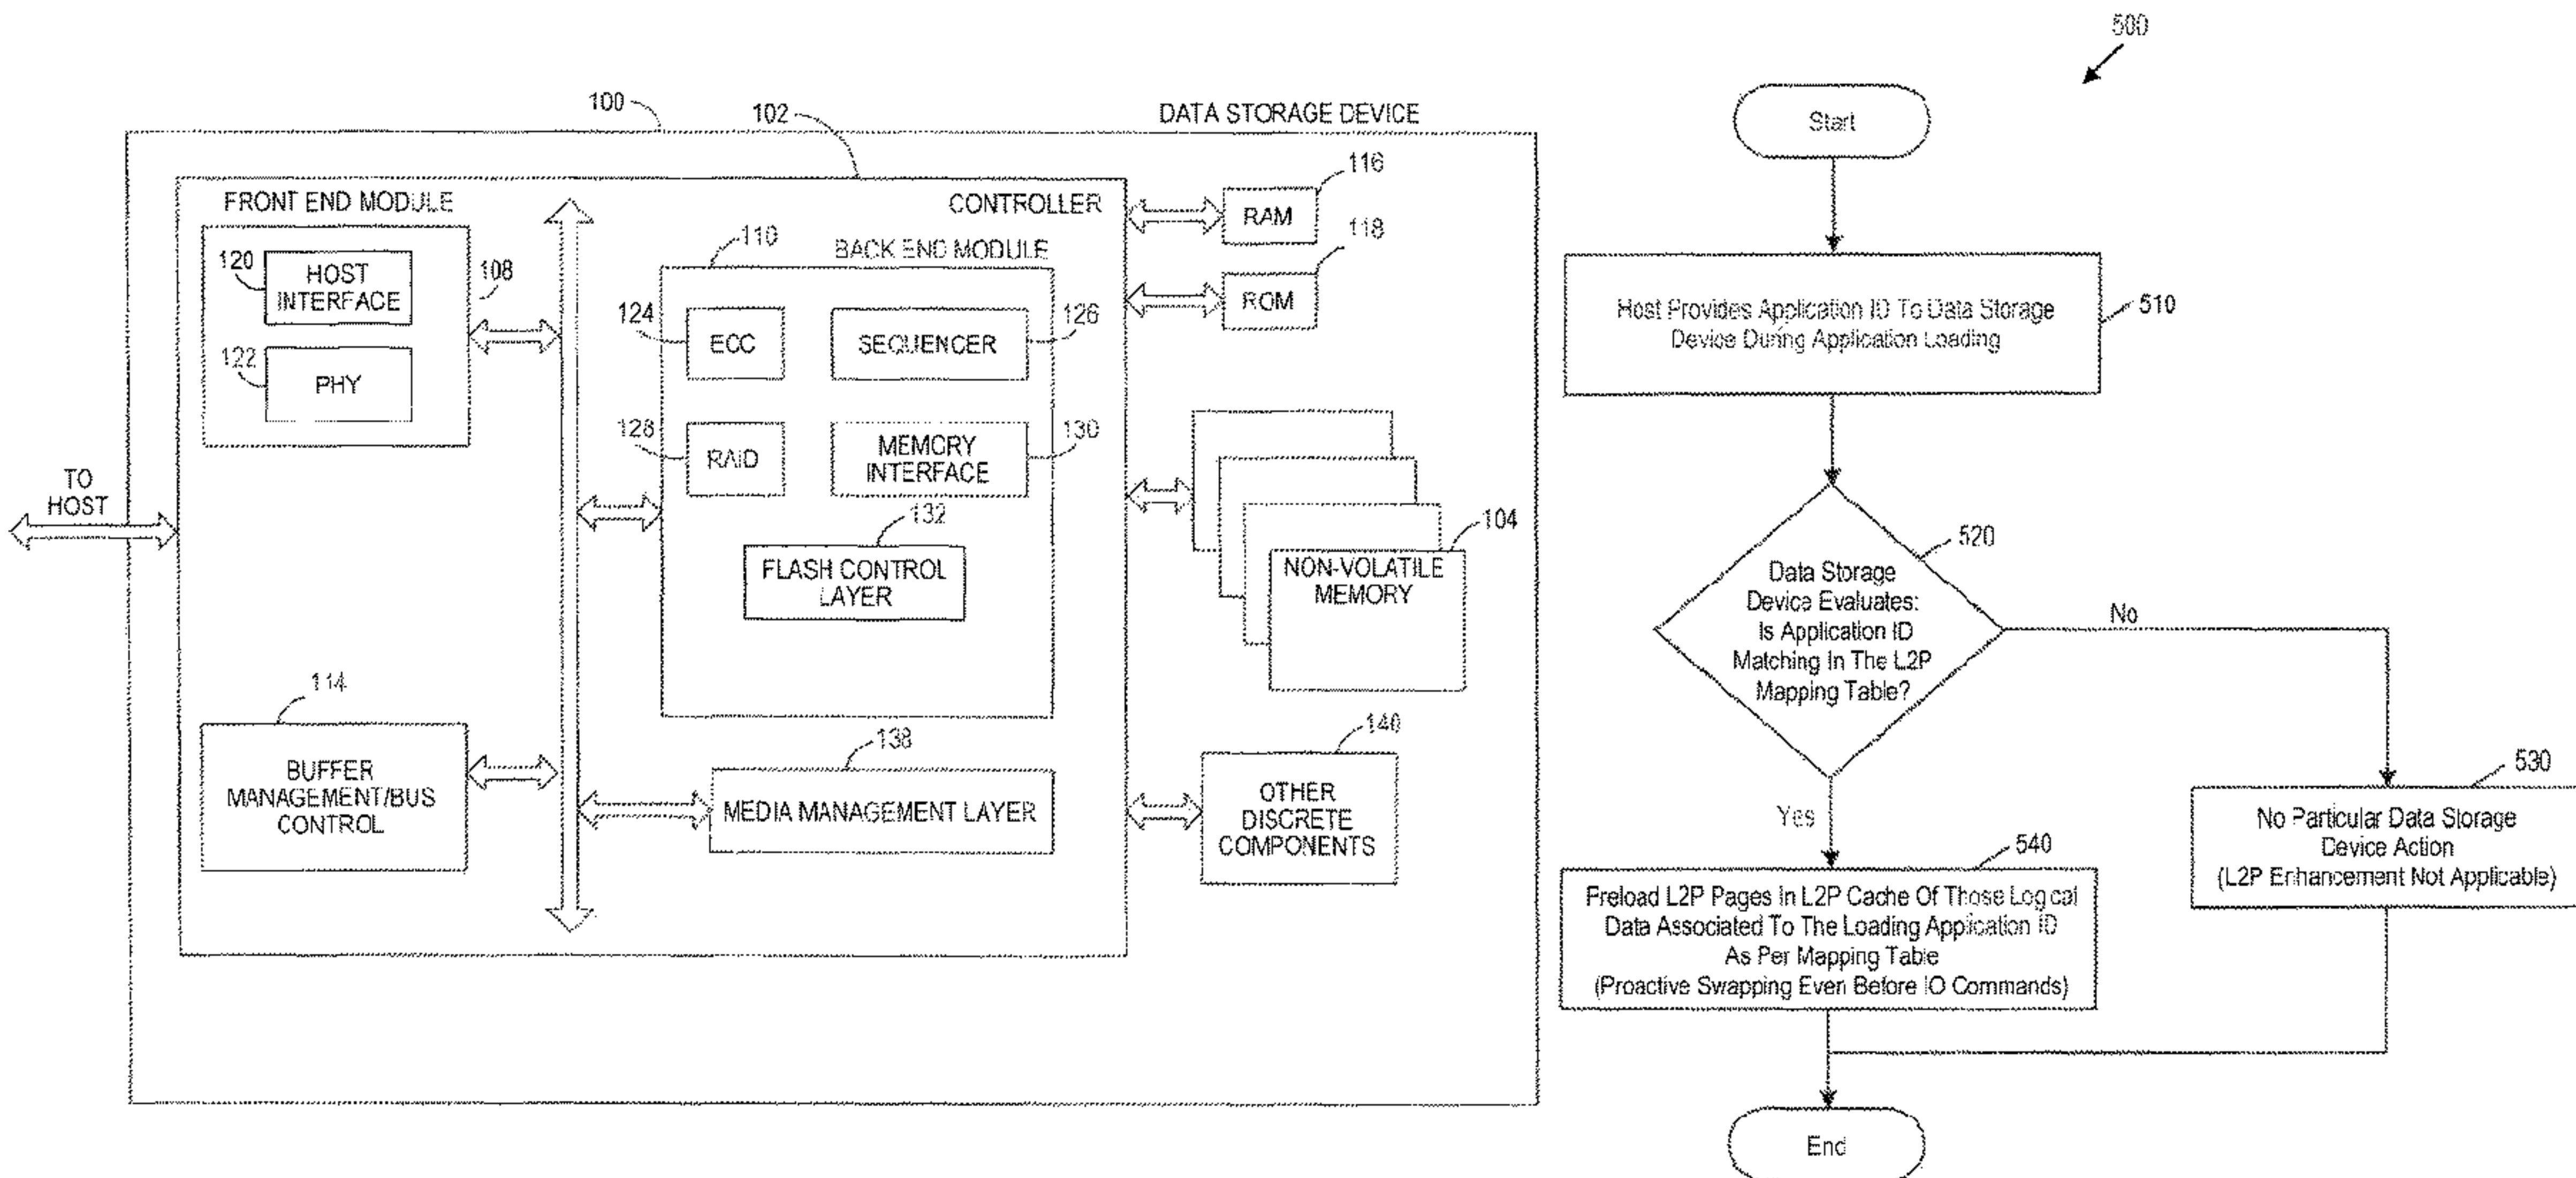 100
102
DATA STORAGE DEVICE
FRONT END MODULE
CONTROLLER
120
HOST
INTERFACE
108
122
PHY
110
BACK END MODULE
124
ECC
SEQUENCER
126
128
RAID
MEMORY
INTERFACE
130
132
FLASH CONTROL
LAYER
116
RAM
118
ROM
TO
HOST
104
NON-VOLATILE
MEMORY
114
BUFFER
MANAGEMENT/BUS
CONTROL
138
MEDIA MANAGEMENT LAYER
140
OTHER
DISCRETE
COMPONENTS
500
Start
Host Provides Application ID To Data Storage
Device During Application Loading
510
520
Data Storage
Device Evaluates:
Is Application ID
Matching In The L2P
Mapping Table?
No
Yes
530
No Particular Data Storage
Device Action
(L2P Enhancement Not Applicable)
540
Preload L2P Pages In L2P Cache Of Those Logical
Data Associated To The Loading Application ID
As Per Mapping Table
(Proactive Swapping Even Before IO Commands)
End